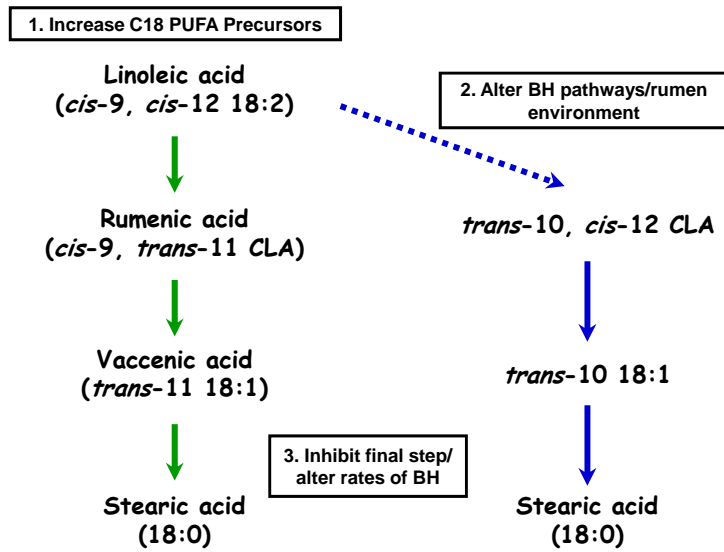 1. Increase C18 PUFA Precursors
Linoleic acid
(cis-9, cis-12 18:2)
2. Alter BH pathways/rumen
environment
Rumenic acid
(cis-9, trans-11 CLA)
trans-10, cis-12 CLA
Vaccenic acid
(trans-11 18:1)
trans-10 18:1
3. Inhibit final step/
alter rates of BH
Stearic acid
(18:0)
Stearic acid
(18:0)